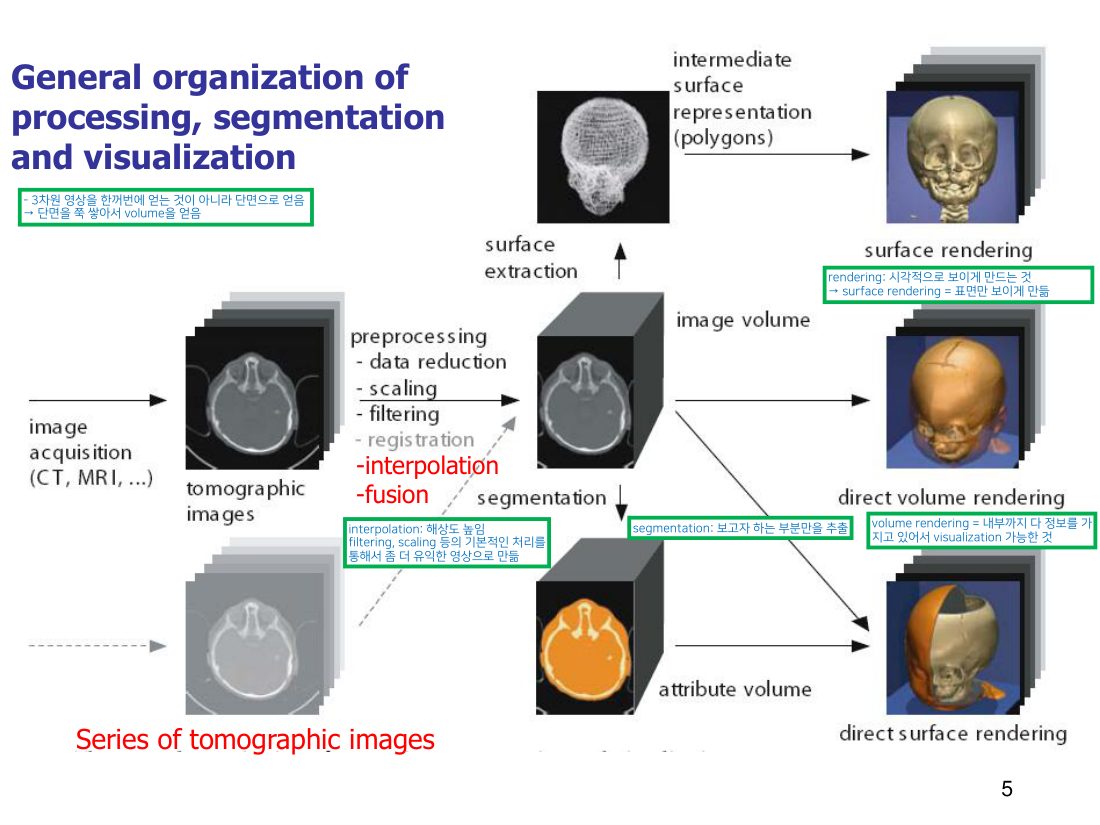 General organization of
processing, segmentation
and visualization
- 3차원 영상을 한꺼번에 얻는 것이 아니라 단면으로 얻음
→ 단면을 쭉 쌓아서 volume을 얻음
intermediate
surface
representation
(polygons)
surface rendering
surface
extraction
rendering: 시각적으로 보이게 만드는 것
→ surface rendering = 표면만 보이게 만듦
image volume
preprocessing
- data reduction
- scaling
- filtering
- registration
-interpolation
-fusion
image
acquisition
(CT, MRI, ...)
tomographic
images
segmentation
direct volume rendering
interpolation: 해상도 높임
filtering, scaling 등의 기본적인 처리를
통해서 좀 더 유익한 영상으로 만듦
segmentation: 보고자 하는 부분만을 추출
volume rendering = 내부까지 다 정보를 가
지고 있어서 visualization 가능한 것
attribute volume
direct surface rendering
Series of tomographic images
5